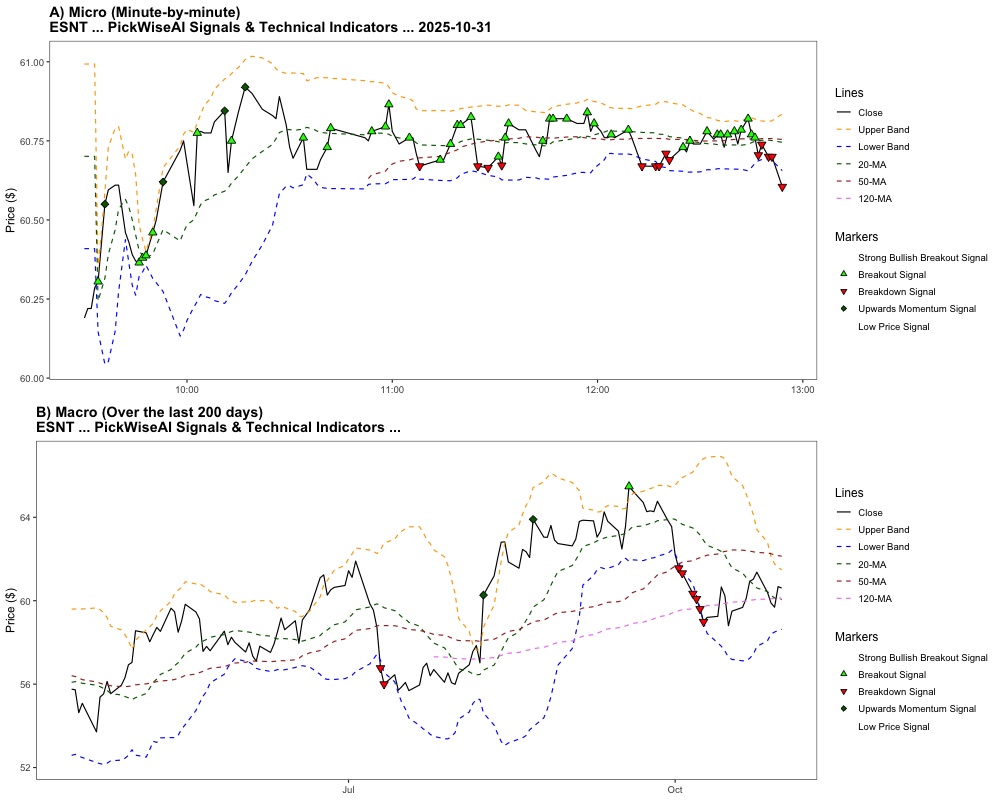 A) Micro (Minute-by-minute)
ESNT ... PickWiseAI Signals & Technical Indicators ... 2025-10-31
Price ($)
61.00
60.75
60.50
60.25
60.00
10:00
11:00
12:00
13:00
Lines
Close
Upper Band
Lower Band
20-MA
50-MA
120-MA
Markers
Strong Bullish Breakout Signal
Breakout Signal
Breakdown Signal
Upwards Momentum Signal
Low Price Signal
B) Macro (Over the last 200 days)
ESNT ... PickWiseAI Signals & Technical Indicators ...
Price ($)
64
60
56
52
Jul
Oct
Lines
Close
Upper Band
Lower Band
20-MA
50-MA
120-MA
Markers
Strong Bullish Breakout Signal
Breakout Signal
Breakdown Signal
Upwards Momentum Signal
Low Price Signal